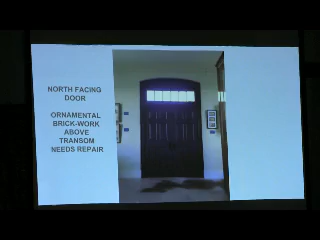 NORTH FACING
DOOR
ORNAMENTAL
BRICK-WORK
ABOVE
TRANSOM
NEEDS REPAIR